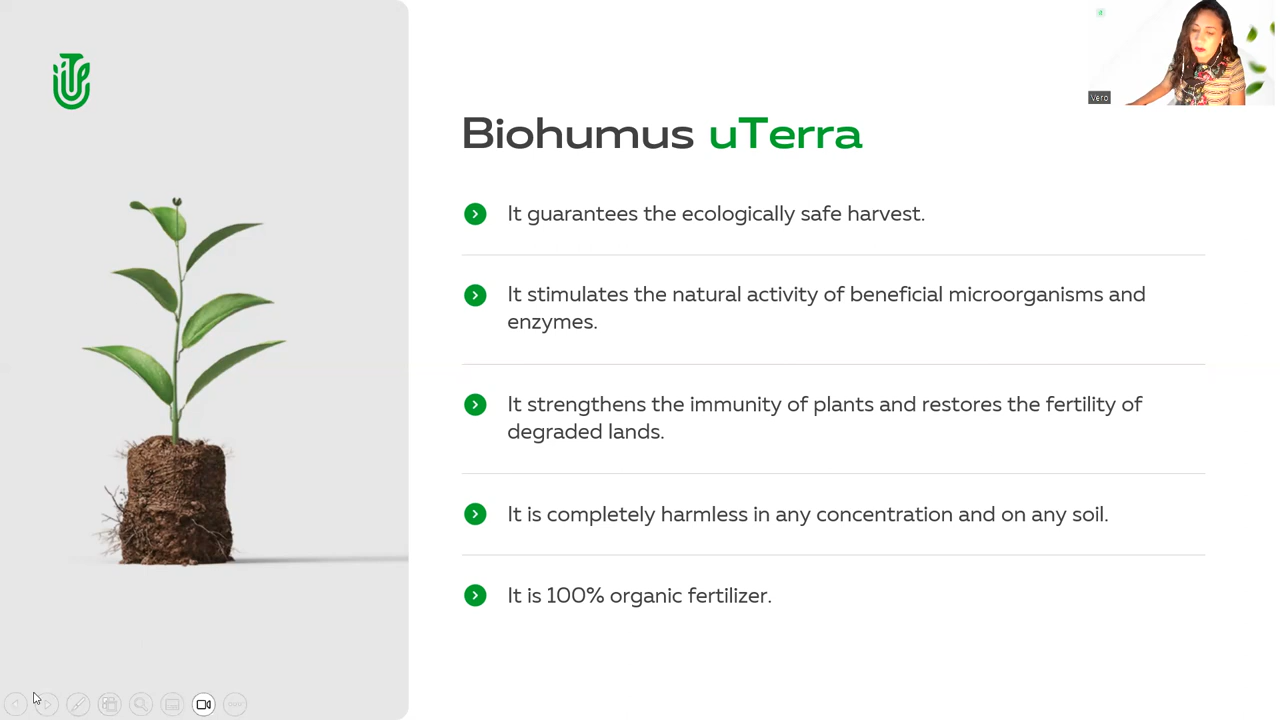 Vero
Biohumus uTerra
It guarantees the ecologically safe harvest.
It stimulates the natural activity of beneficial microorganisms and
enzymes.
It strengthens the immunity of plants and restores the fertility of
degraded lands.
It is completely harmless in any concentration and on any soil.
It is 100% organic fertilizer.